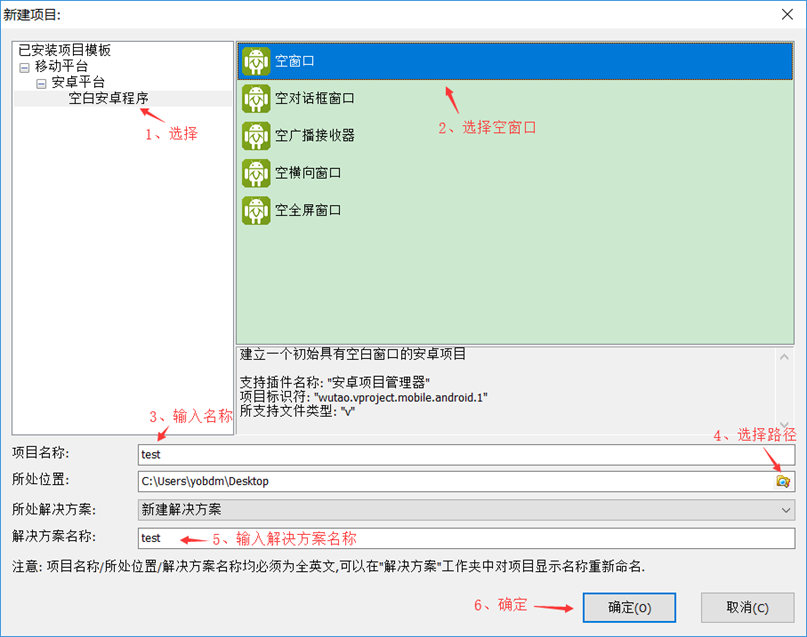 新建项目:
已安装项目模板
移动平台
安卓平台
空白安卓程序
1、选择
空窗口
空对话框窗口
空广播接收器
空横向窗口
空全屏窗口
2、选择空窗口
建立一个初始具有空白窗口的安卓项目
支持插件名称: "安卓项目管理器"
项目标识符: "wutao.vproject.mobile.android.1"
所支持文件类型: "v"
3、输入名称
4、选择路径
项目名称:
test
所处位置:
C:\Users\yobdm\Desktop
所处解决方案:
新建解决方案
解决方案名称:
test
5、输入解决方案名称
注意: 项目名称/所处位置/解决方案名称均必须为全英文,可以在"解决方案"工作夹中对项目显示名称重新命名.
6、确定
确定(O)
取消(C)